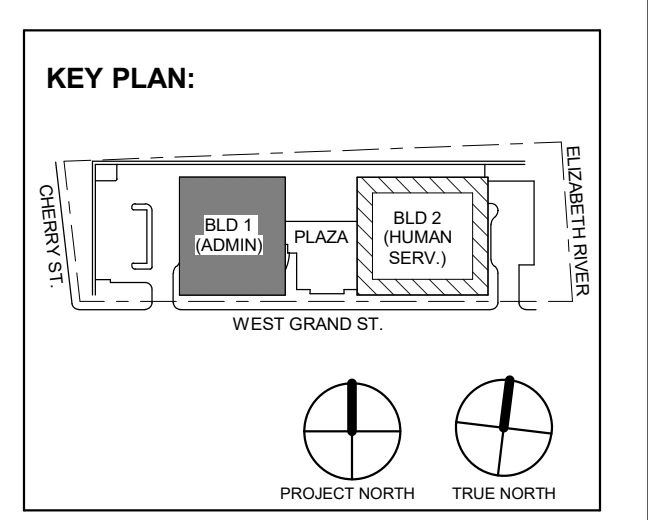 KEY PLAN:
CHERRY ST.
BLD 1
(ADMIN)
PLAZA
BLD 2
(HUMAN
SERV.)
ELIZABETH RIVER
WEST GRAND ST.
PROJECT NORTH
TRUE NORTH